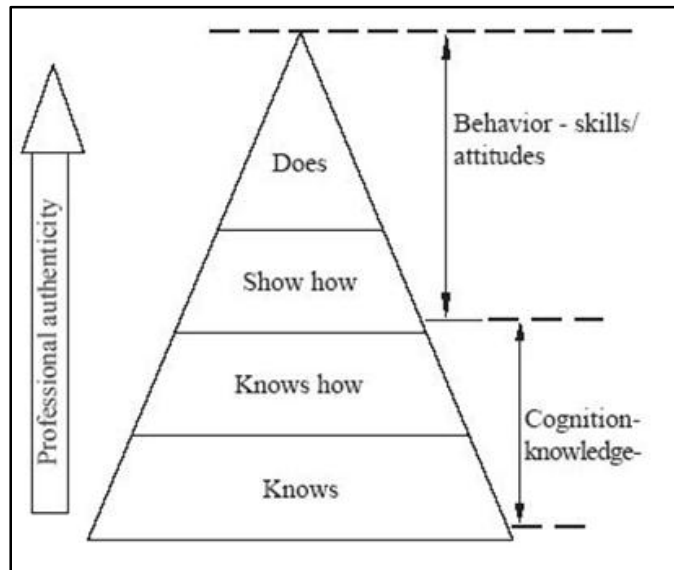 Professional authenticity
Does
Show how
Knows how
Knows
Behavior - skills/
attitudes
Cognition-
knowledge-